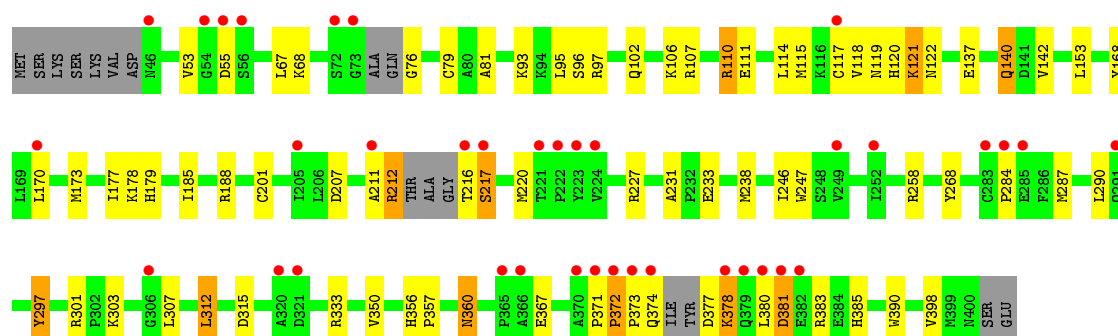 MET SER LYS SER LYS VAL ASP N46 V53 G54 D55 S56 L67 K68 S72 G73 ALA GLN G76 C79 A80 A81 K93 K94 L95 S96 R97 Q102 K106 R107 R110 E111 L114 M115 K116 C117 V118 N119 H120 K121 N122 E137 Q140 D141 V142 L153
L169 L170 M173 I177 K178 H179 I185 R188 C201 I205 L206 D207 A211 R212 THR ALA GLY T216 S217 M220 T221 P222 Y223 V224 R227 A231 P232 E233 M238 I246 W247 S248 V249 I252 R258 Y268 C283 P284 E285 F286 M287 L290
Y297 R301 P302 K303 G306 L307 L312 D315 A320 D321 R333 V350 H356 P357 N360 P365 A366 E367 A370 P371 P372 P373 Q374 ILE TYR D377 K378 Q379 L380 D381 E382 R383 E384 H385 W390 V398 M399 N400 SER GLU